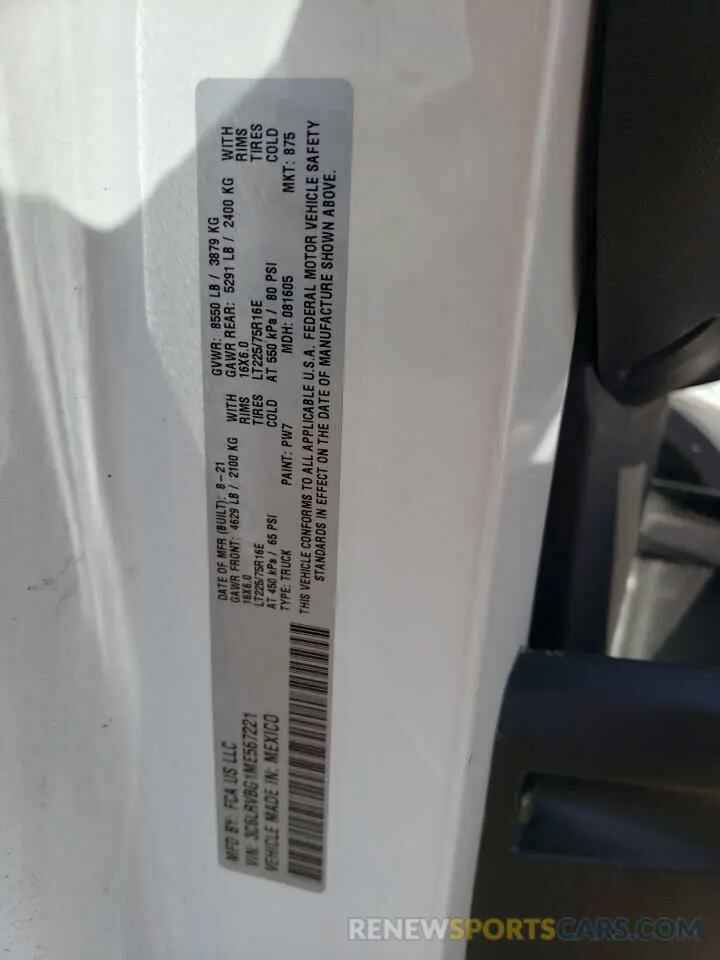 MFD BY: FCA US LLC
VIN: 3C6LRVBG1ME567221
VEHICLE MADE IN: MEXICO
DATE OF MFR (BUILT): 8-21
GAWR FRONT: 4629 LB / 2100 KG WITH
16X6.0 RIMS
LT225/75R16E TIRES
AT 450 kPa / 65 PSI COLD
TYPE: TRUCK
GVWR: 8550 LB / 3879 KG
GAWR REAR: 5291 LB / 2400 KG WITH
16X6.0 RIMS
LT225/75R16E TIRES
AT 550 kPa / 80 PSI COLD
PAINT: PW7 MDH: 081605 MKT: B75
THIS VEHICLE CONFORMS TO ALL APPLICABLE U.S.A. FEDERAL MOTOR VEHICLE SAFETY
STANDARDS IN EFFECT ON THE DATE OF MANUFACTURE SHOWN ABOVE.
RENEWSPORTSCARS.COM